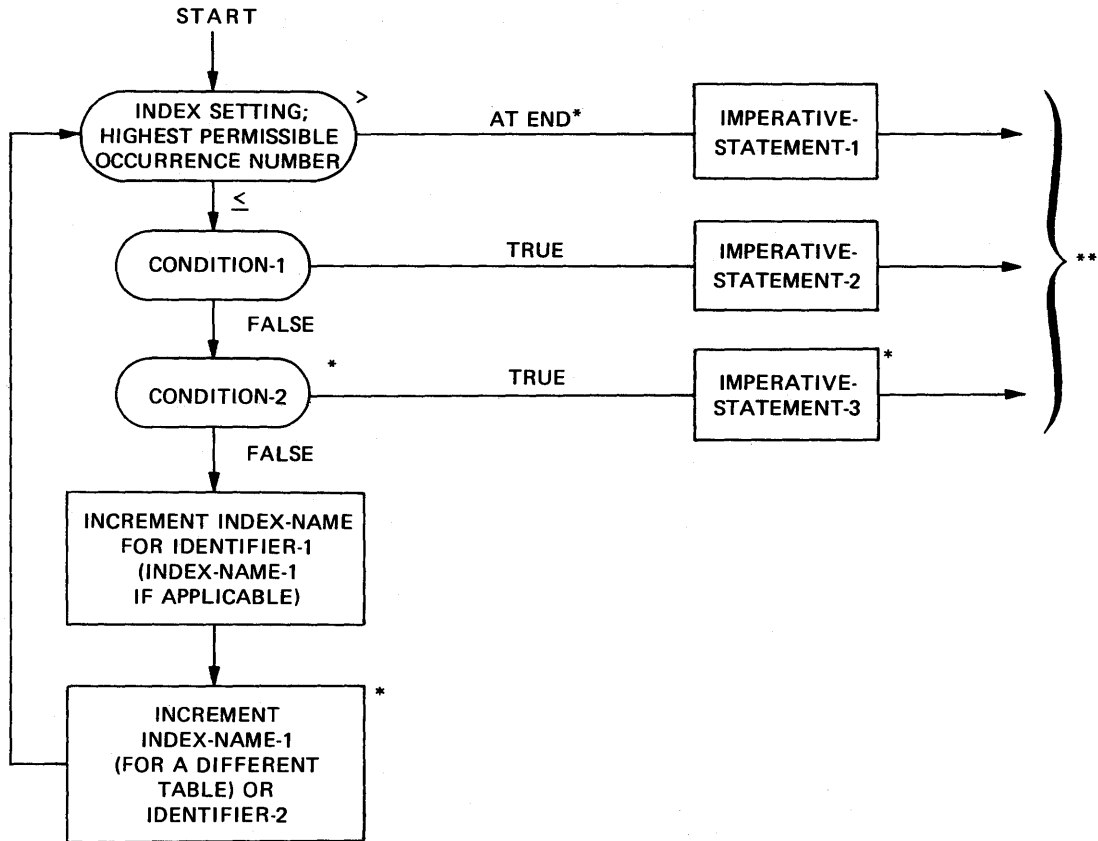 START
INDEX SETTING;
HIGHEST PERMISSIBLE
OCCURRENCE NUMBER
>
AT END*
IMPERATIVE-
STATEMENT-1
≤
CONDITION-1
TRUE
IMPERATIVE-
STATEMENT-2
**
FALSE
CONDITION-2
*
TRUE
IMPERATIVE-
STATEMENT-3
*
FALSE
INCREMENT INDEX-NAME
FOR IDENTIFIER-1
(INDEX-NAME-1
IF APPLICABLE)
INCREMENT
INDEX-NAME-1
(FOR A DIFFERENT
TABLE) OR
IDENTIFIER-2
*